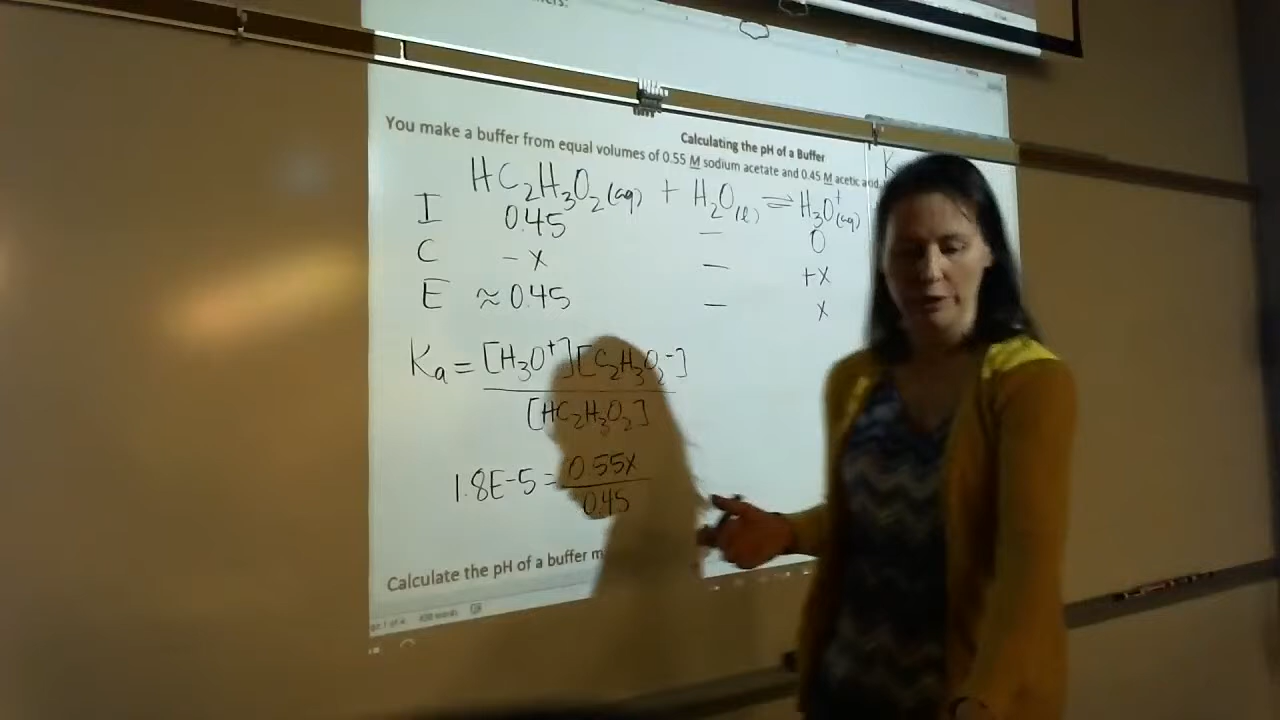 Calculating the pH of a Buffer
You make a buffer from equal volumes of 0.55 M sodium acetate and 0.45 M acetic acid,
K
HC₂H₃O₂(aq) + H₂O(l) ⇌ H₃O⁺(aq)
I 0.45 — 0
C -x — +x
E ≈0.45 — x
Ka = [H₃O⁺][C₂H₃O₂⁻]
[HC₂H₃O₂]
1.8E-5 = 0.55x
0.45
Calculate the pH of a buffer m